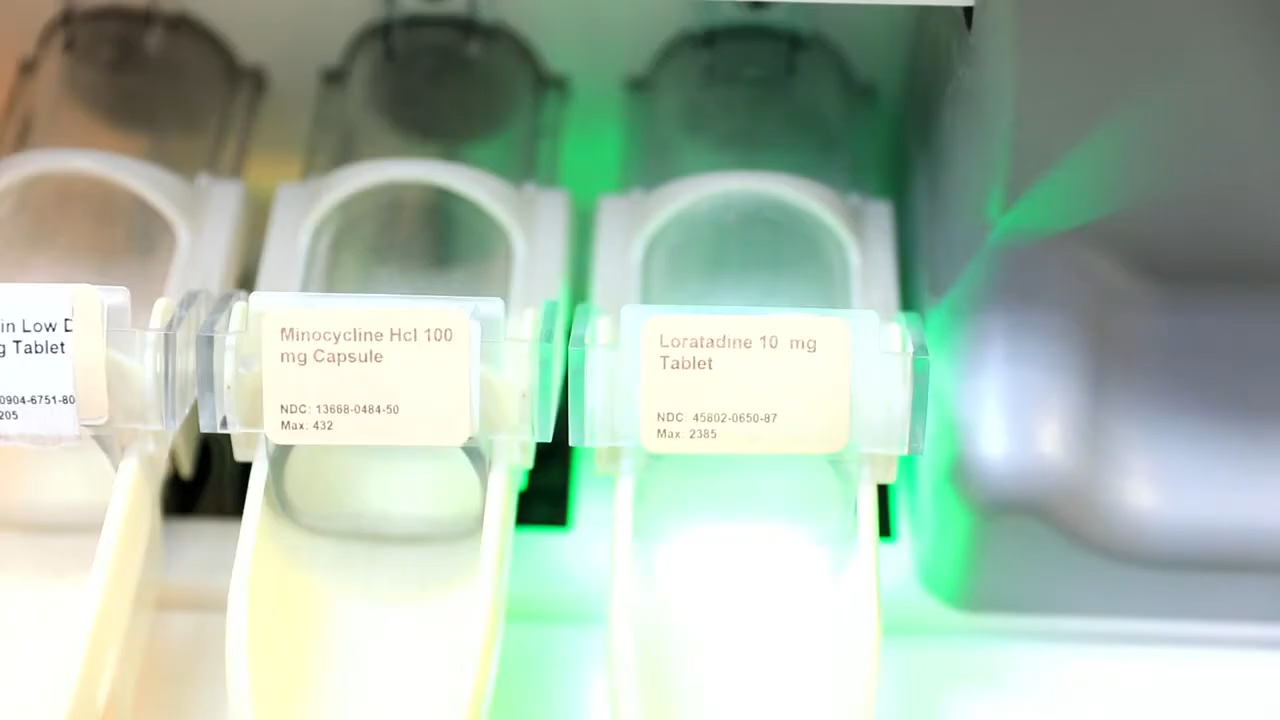 in Low D
g Tablet
0904-6751-80
205
Minocycline Hcl 100
mg Capsule
NDC: 13668-0484-50
Max: 432
Loratadine 10 mg
Tablet
NDC: 45802-0650-87
Max: 2385